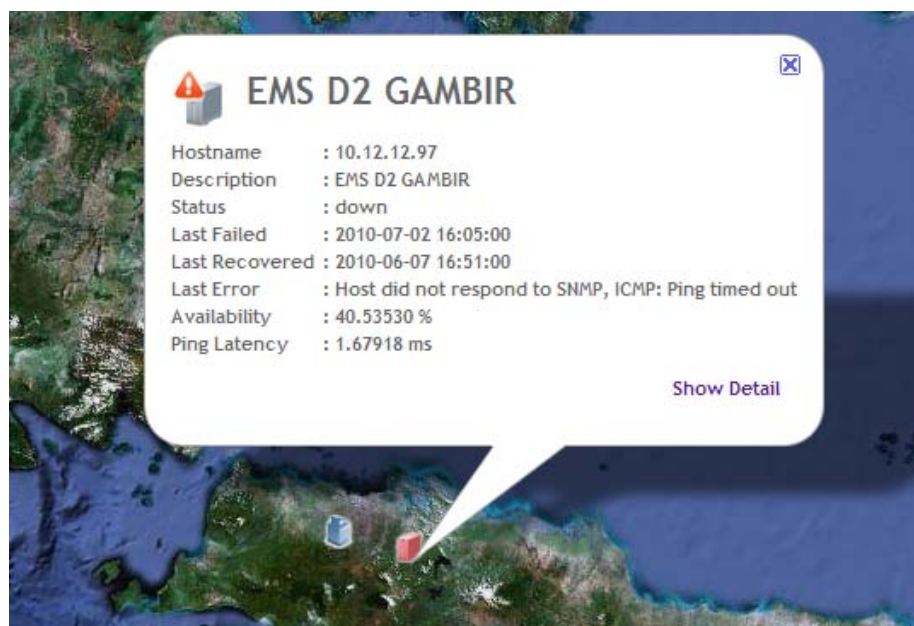 EMS D2 GAMBIR
Hostname : 10.12.12.97
Description : EMS D2 GAMBIR
Status : down
Last Failed : 2010-07-02 16:05:00
Last Recovered : 2010-06-07 16:51:00
Last Error : Host did not respond to SNMP, ICMP: Ping timed out
Availability : 40.53530 %
Ping Latency : 1.67918 ms
Show Detail